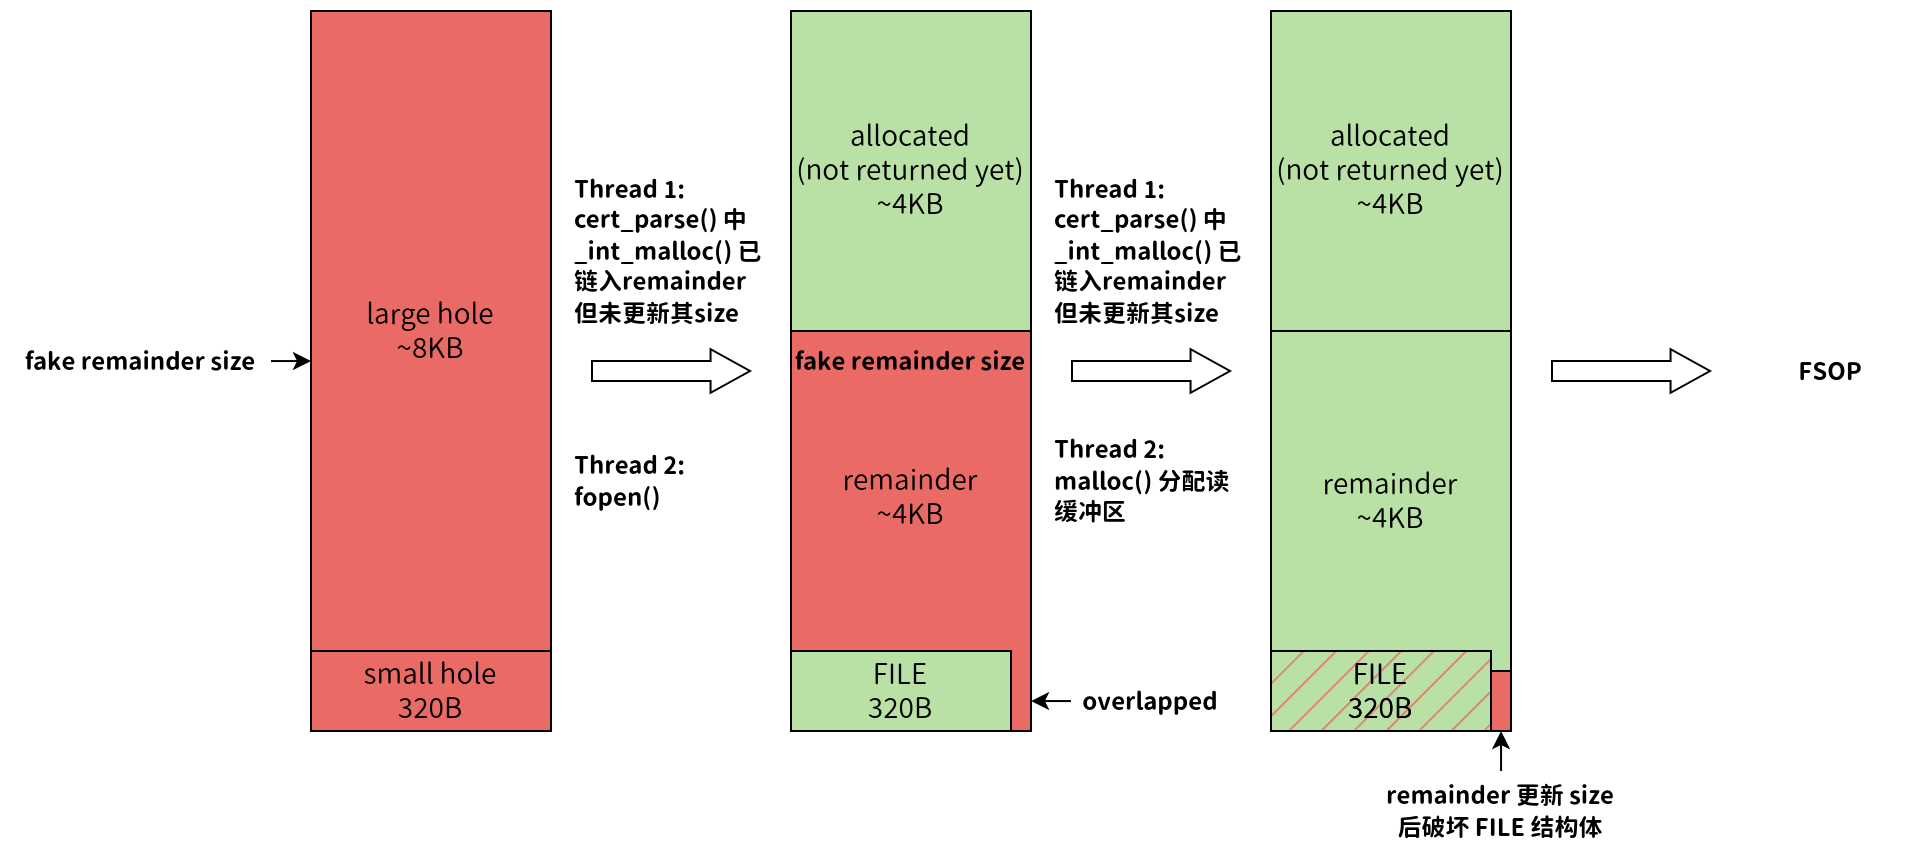 fake remainder size
large hole
~8KB
small hole
320B
Thread 1:
cert_parse() 中
_int_malloc() 已
链入remainder
但未更新其size
Thread 2:
fopen()
allocated
(not returned yet)
~4KB
fake remainder size
remainder
~4KB
FILE
320B
overlapped
Thread 1:
cert_parse() 中
_int_malloc() 已
链入remainder
但未更新其size
Thread 2:
malloc() 分配读
缓冲区
allocated
(not returned yet)
~4KB
remainder
~4KB
FILE
320B
remainder 更新 size
后破坏 FILE 结构体
FSOP